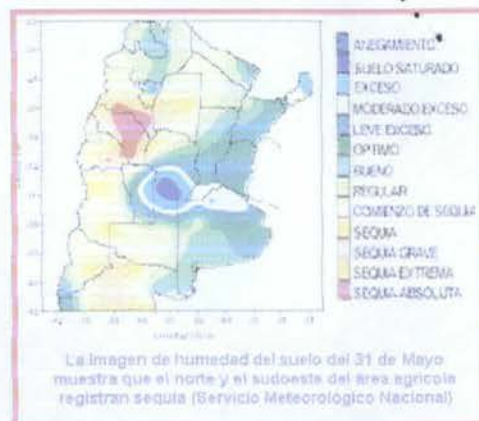 ANEGAMIENTO
SUELO SATURADO
EXCESO
MODERADO EXCESO
LEVE EXCESO
OPTIMO
BUENO
REGULAR
COMIENZO DE SEQUIA
SEQUIA
SEQUIA GRAVE
SEQUIA EXTREMA
SEQUIA ABSOLUTA
La imagen de humedad del suelo del 31 de Mayo
muestra que el norte y el sudoeste del área agrícola
registran sequía (Servicio Meteorológico Nacional)